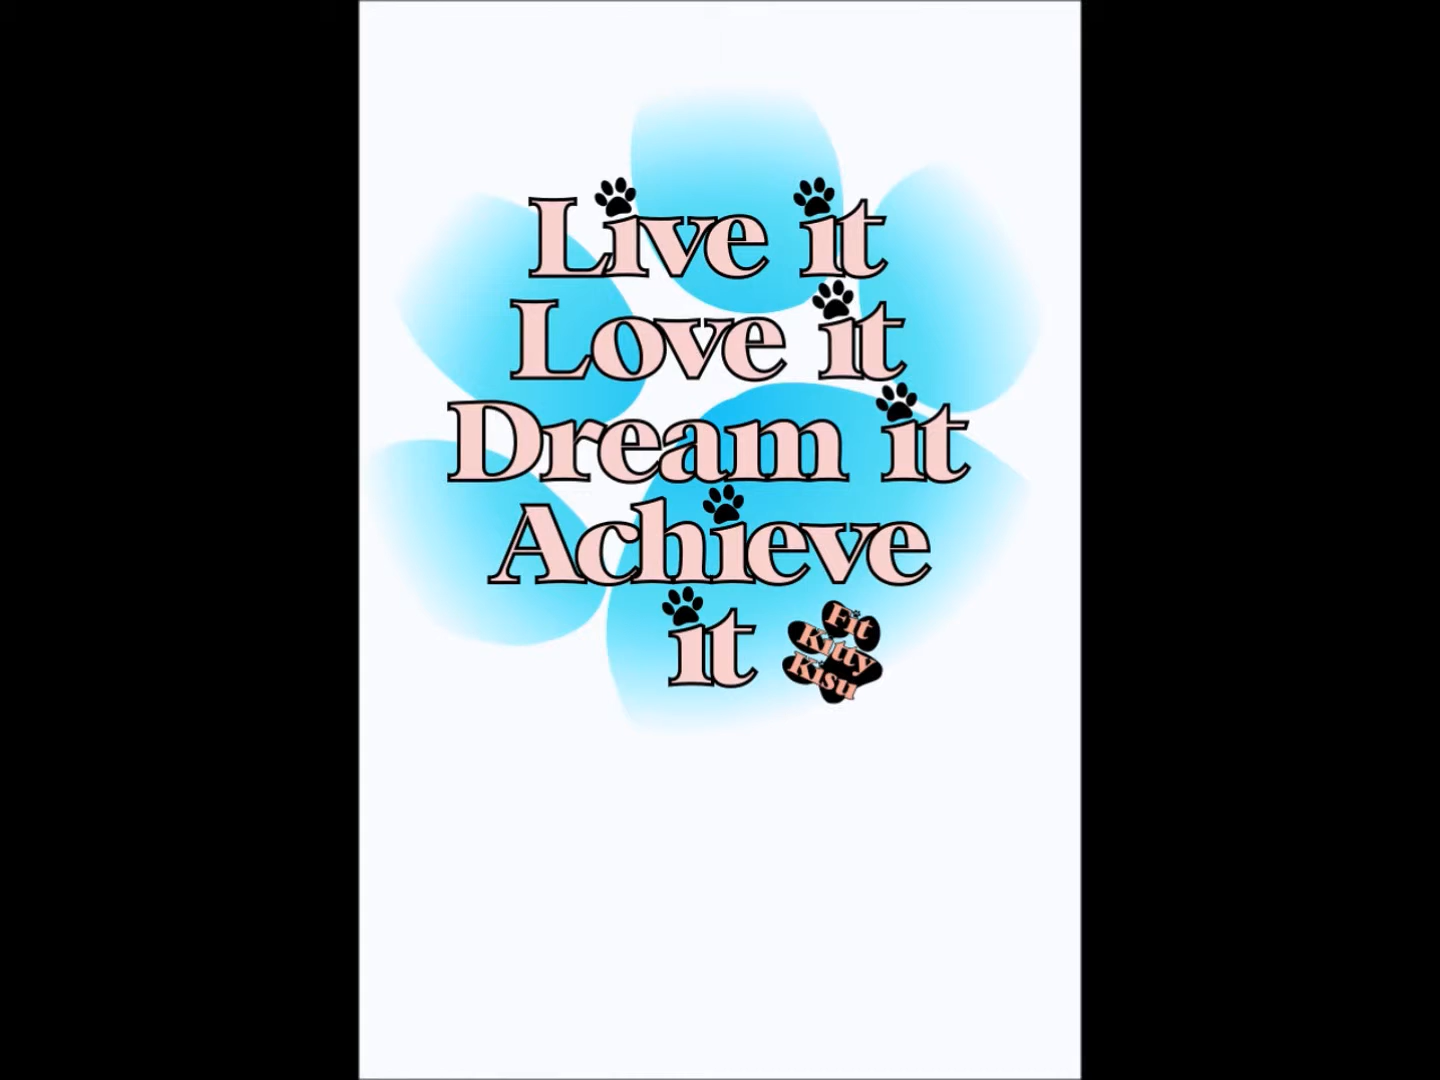 Live it
Love it
Dream it
Achieve
it
Fit
Kitty
Kisu